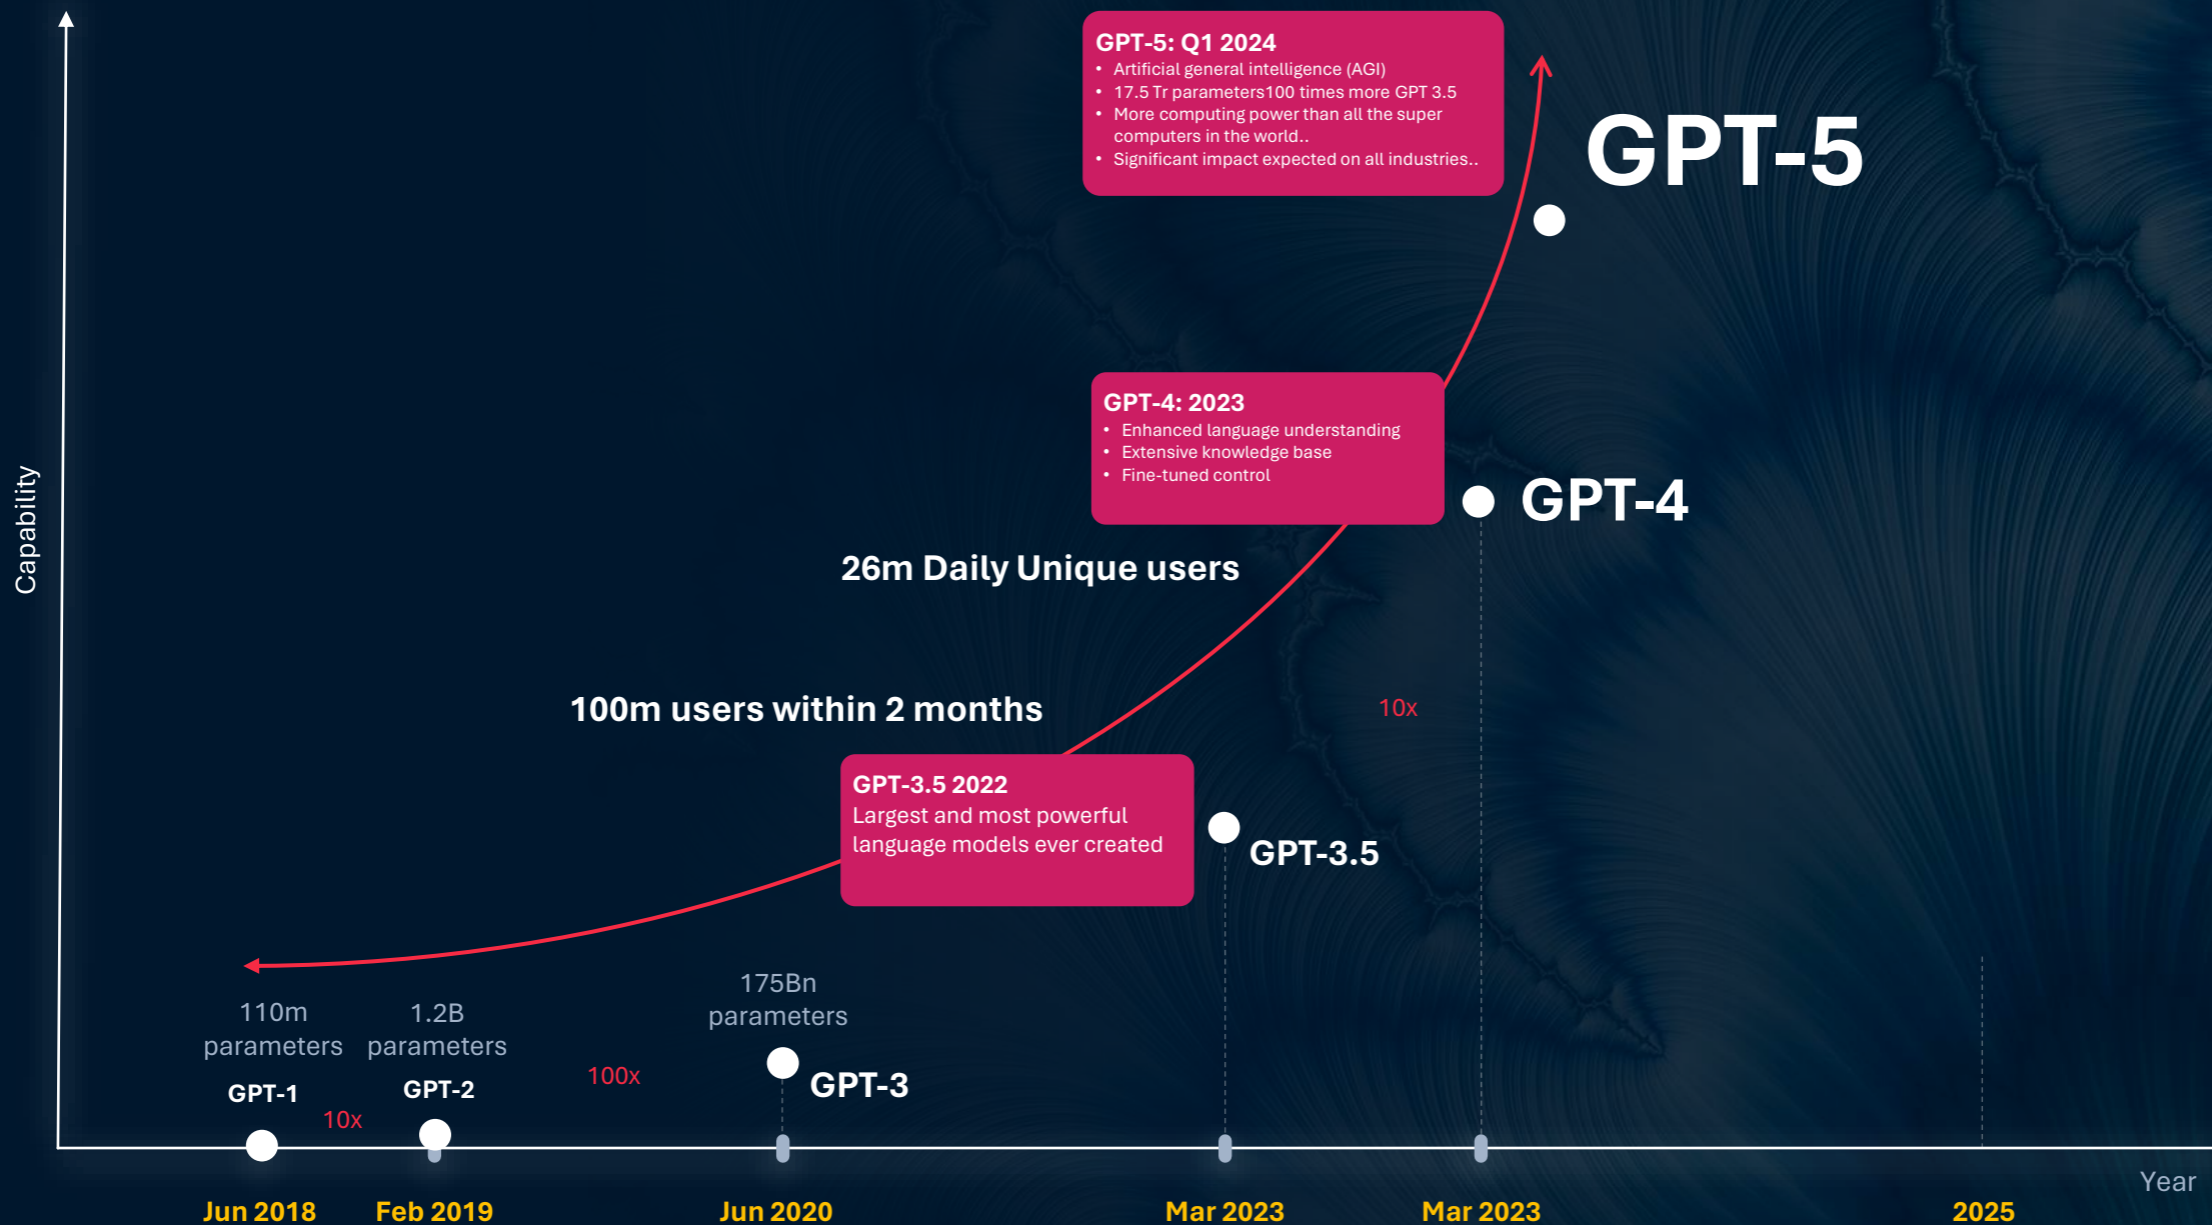 GPT-5: Q1 2024
• Artificial general intelligence (AGI)
• 17.5 Tr parameters100 times more GPT 3.5
• More computing power than all the super
computers in the world..
• Significant impact expected on all industries..
GPT-5
GPT-4: 2023
• Enhanced language understanding
• Extensive knowledge base
• Fine-tuned control
GPT-4
Capability
26m Daily Unique users
100m users within 2 months
10x
GPT-3.5 2022
Largest and most powerful
language models ever created
GPT-3.5
175Bn
parameters
110m
parameters
1.2B
parameters
GPT-1
GPT-2
100x
GPT-3
10x
Year
Jun 2018
Feb 2019
Jun 2020
Mar 2023
Mar 2023
2025